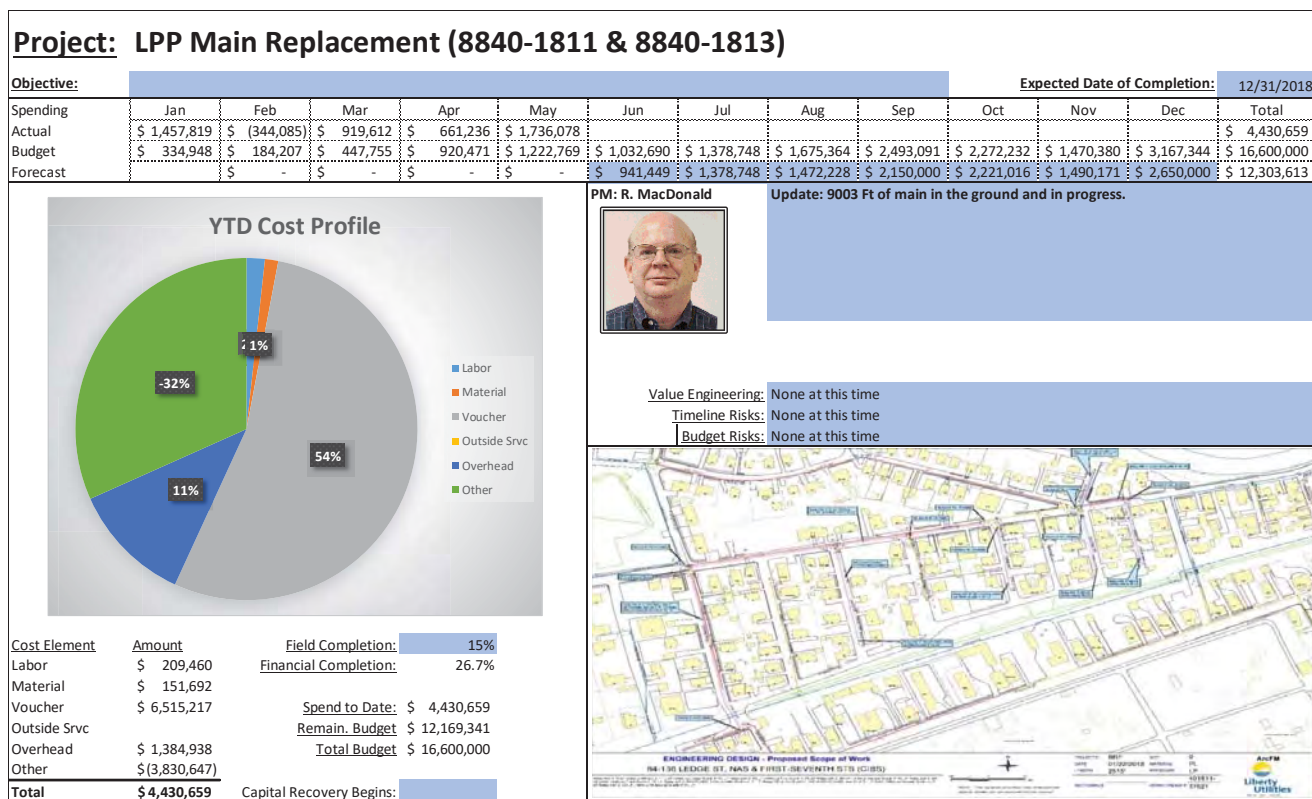 Project: LPP Main Replacement (8840-1811 & 8840-1813)
Objective: Expected Date of Completion: 12/31/2018
Spending Jan Feb Mar Apr May Jun Jul Aug Sep Oct Nov Dec Total
Actual $ 1,457,819 $ (344,085) $ 919,612 $ 661,236 $ 1,736,078 $ 4,430,659
Budget $ 334,948 $ 184,207 $ 447,755 $ 920,471 $ 1,222,769 $ 1,032,690 $ 1,378,748 $ 1,675,364 $ 2,493,091 $ 2,272,232 $ 1,470,380 $ 3,167,344 $ 16,600,000
Forecast $ - $ - $ - $ - $ 941,449 $ 1,378,748 $ 1,472,228 $ 2,150,000 $ 2,221,016 $ 1,490,171 $ 2,650,000 $ 12,303,613
YTD Cost Profile
1%
-32%
54%
11%
Labor
Material
Voucher
Outside Srvc
Overhead
Other
PM: R. MacDonald
Update: 9003 Ft of main in the ground and in progress.
Value Engineering: None at this time
Timeline Risks: None at this time
Budget Risks: None at this time
Cost Element Amount
Labor $ 209,460
Material $ 151,692
Voucher $ 6,515,217
Outside Srvc
Overhead $ 1,384,938
Other $ (3,830,647)
Total $ 4,430,659
Field Completion: 15%
Financial Completion: 26.7%
Spend to Date: $ 4,430,659
Remain. Budget $ 12,169,341
Total Budget $ 16,600,000
Capital Recovery Begins:
ENGINEERING DESIGN - Proposed Scope of Work
84-136 LEDGE ST, NAS & FIRST-SEVENTH STS (CIBS)
ArcFM
Liberty Utilities